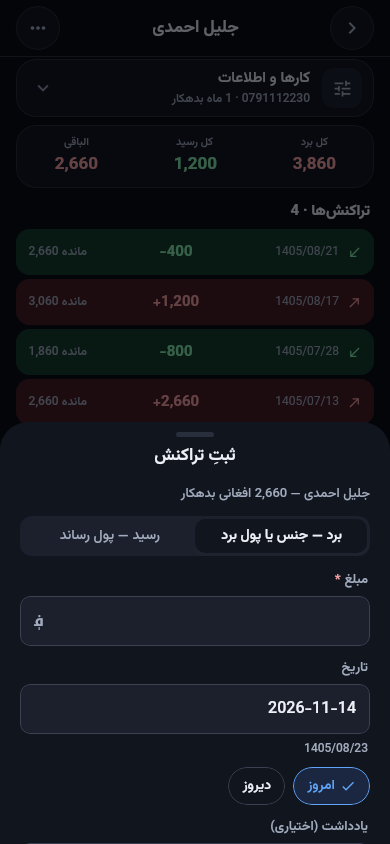 جلیل احمدی
کارها و اطلاعات
0791112230 · 1 ماه بدهکار
کل برد
کل رسید
الباقی
3,860
1,200
2,660
تراکنش‌ها · 4
1405/08/21
−400
مانده 2,660
1405/08/17
+1,200
مانده 3,060
1405/07/28
−800
مانده 1,860
1405/07/13
+2,660
مانده 2,660
ثبتِ تراکنش
جلیل احمدی — 2,660 افغانی بدهکار
برد — جنس یا پول برد
رسید — پول رساند
مبلغ *
؋
تاریخ
2026-11-14
1405/08/23
امروز
دیروز
یادداشت (اختیاری)